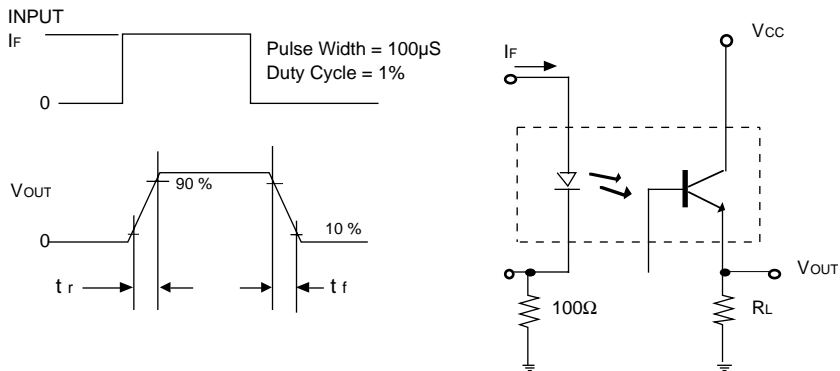 INPUT
IF
Pulse Width = 100µS
Duty Cycle = 1%
0
VOUT
90 %
0
10 %
t r
t f
IF
VCC
VOUT
100Ω
RL